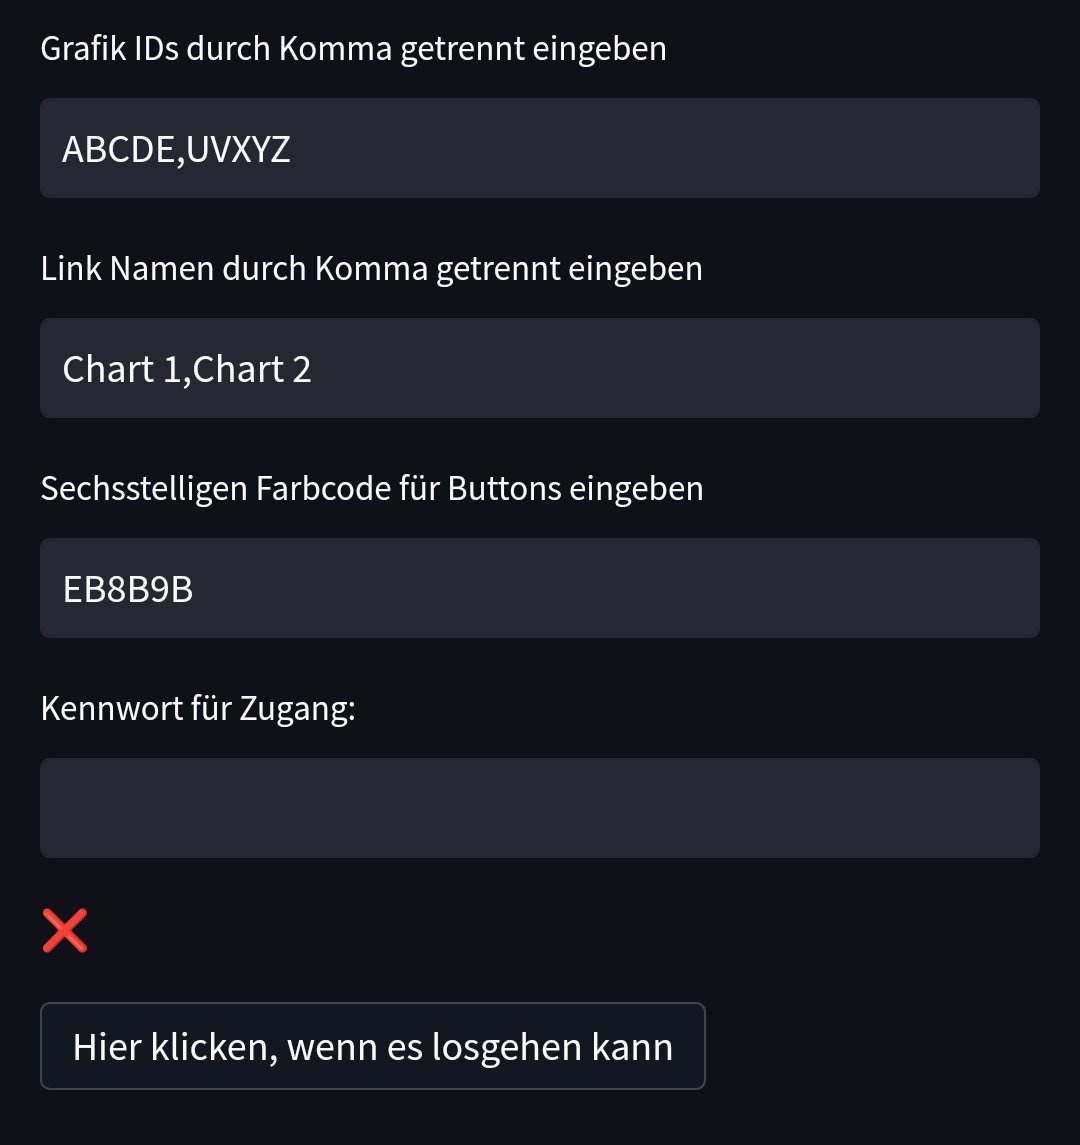 Grafik IDs durch Komma getrennt eingeben
ABCDE,UVXYZ
Link Namen durch Komma getrennt eingeben
Chart 1,Chart 2
Sechsstelligen Farbcode für Buttons eingeben
EB8B9B
Kennwort für Zugang:
Hier klicken, wenn es losgehen kann